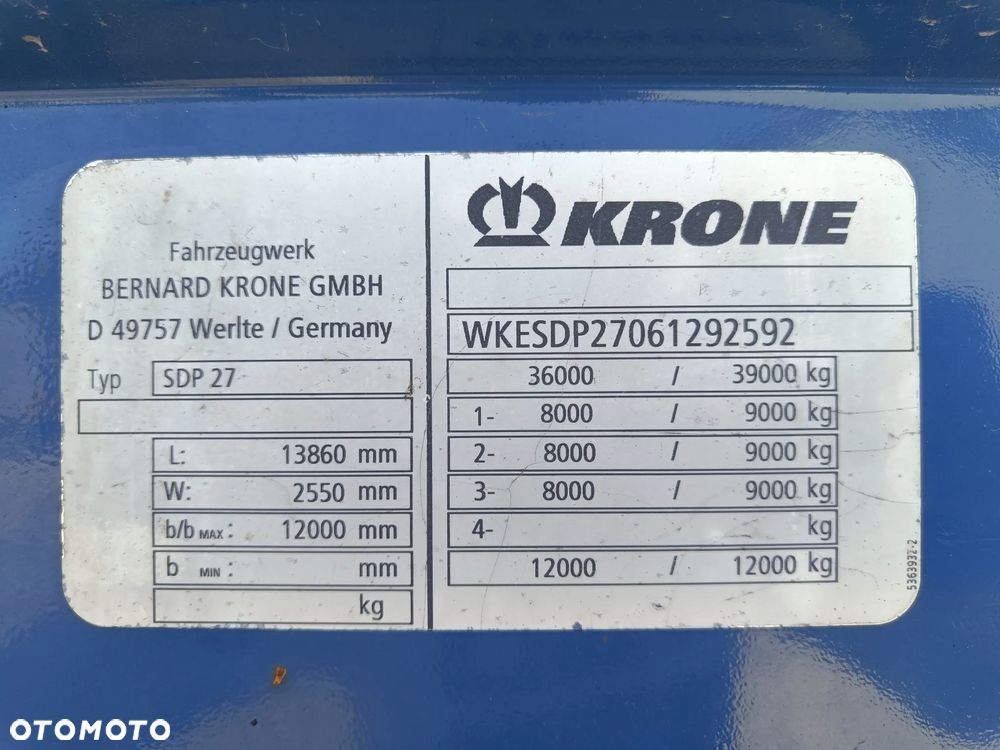 Fahrzeugwerk
BERNARD KRONE GMBH
D 49757 Werlte / Germany
Typ SDP 27
L: 13860 mm
W: 2550 mm
b/b MAX: 12000 mm
b MIN: mm
kg
KRONE
WKESDP27061292592
36000 / 39000 kg
1- 8000 / 9000 kg
2- 8000 / 9000 kg
3- 8000 / 9000 kg
4- kg
12000 / 12000 kg
5363932-2
OTOMOTO